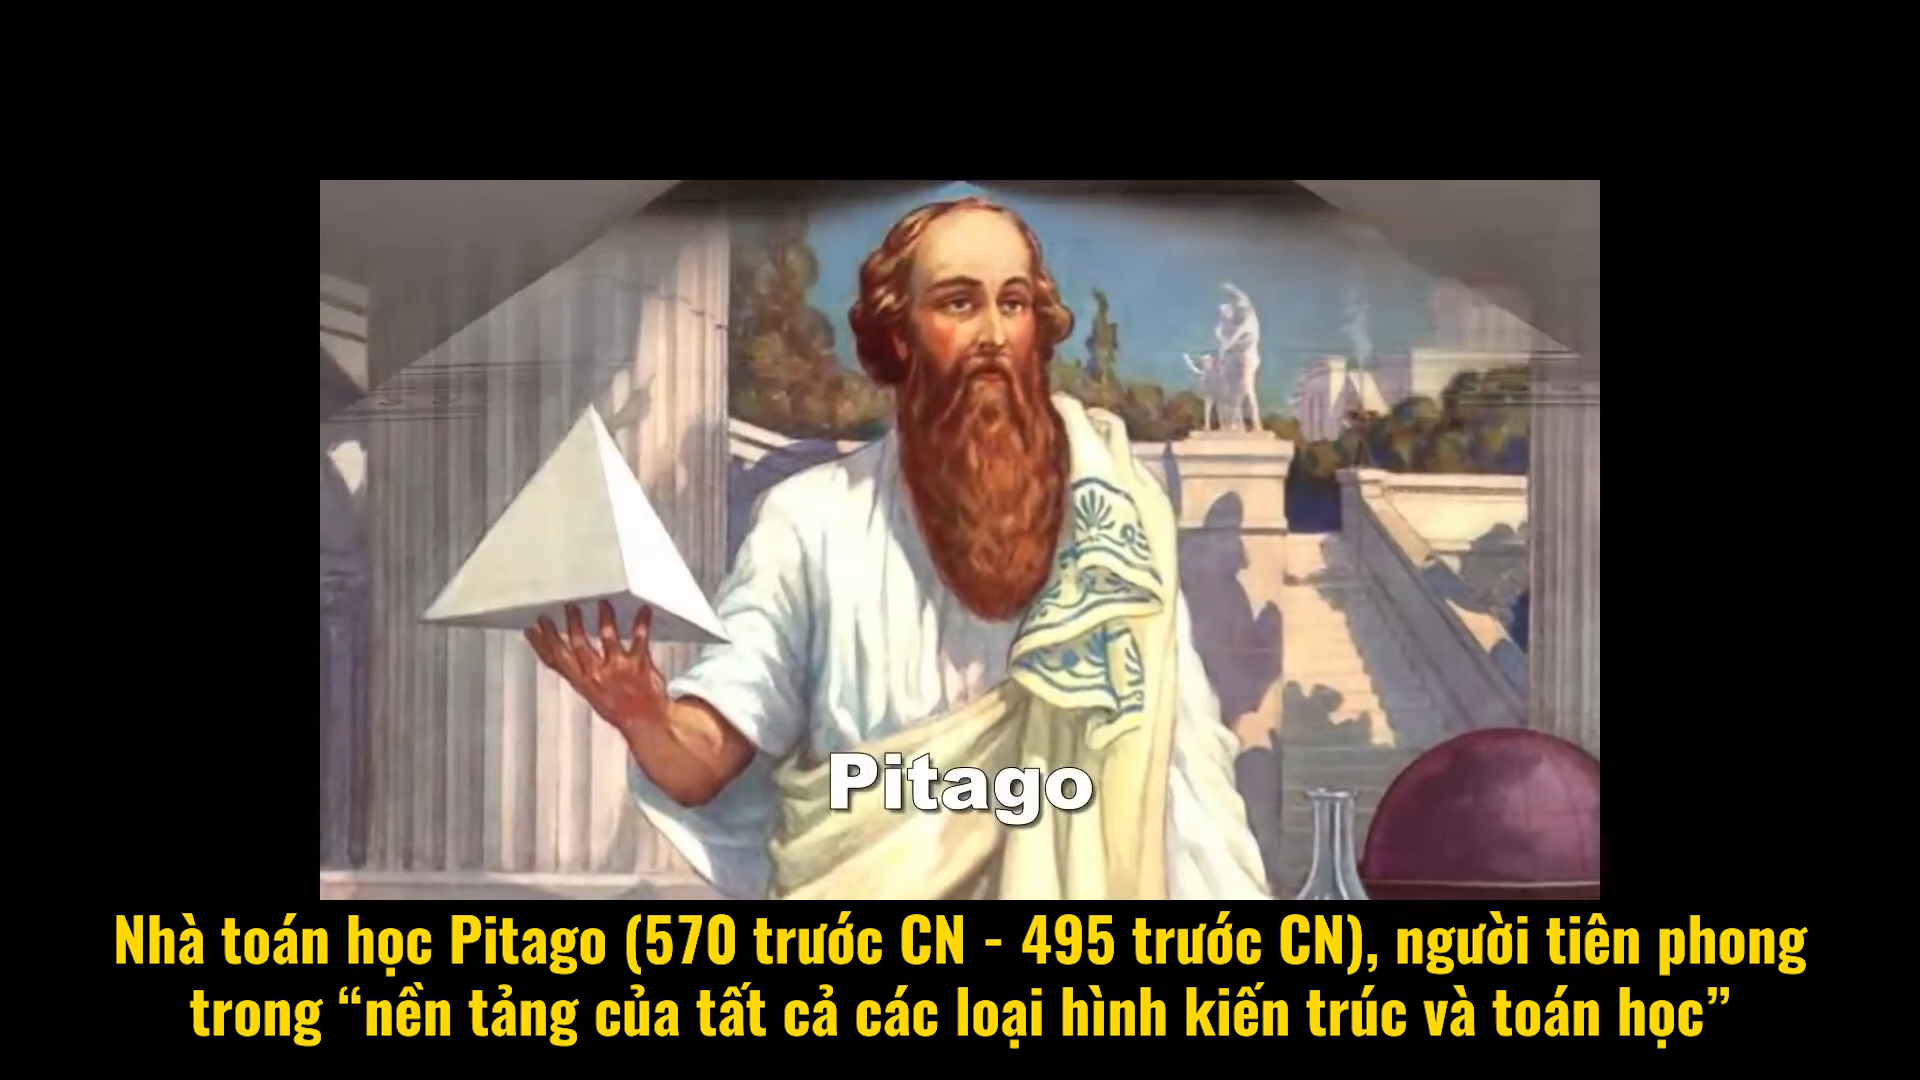 Pitago
Nhà toán học Pitago (570 trước CN - 495 trước CN), người tiên phong
trong “nền tảng của tất cả các loại hình kiến trúc và toán học”